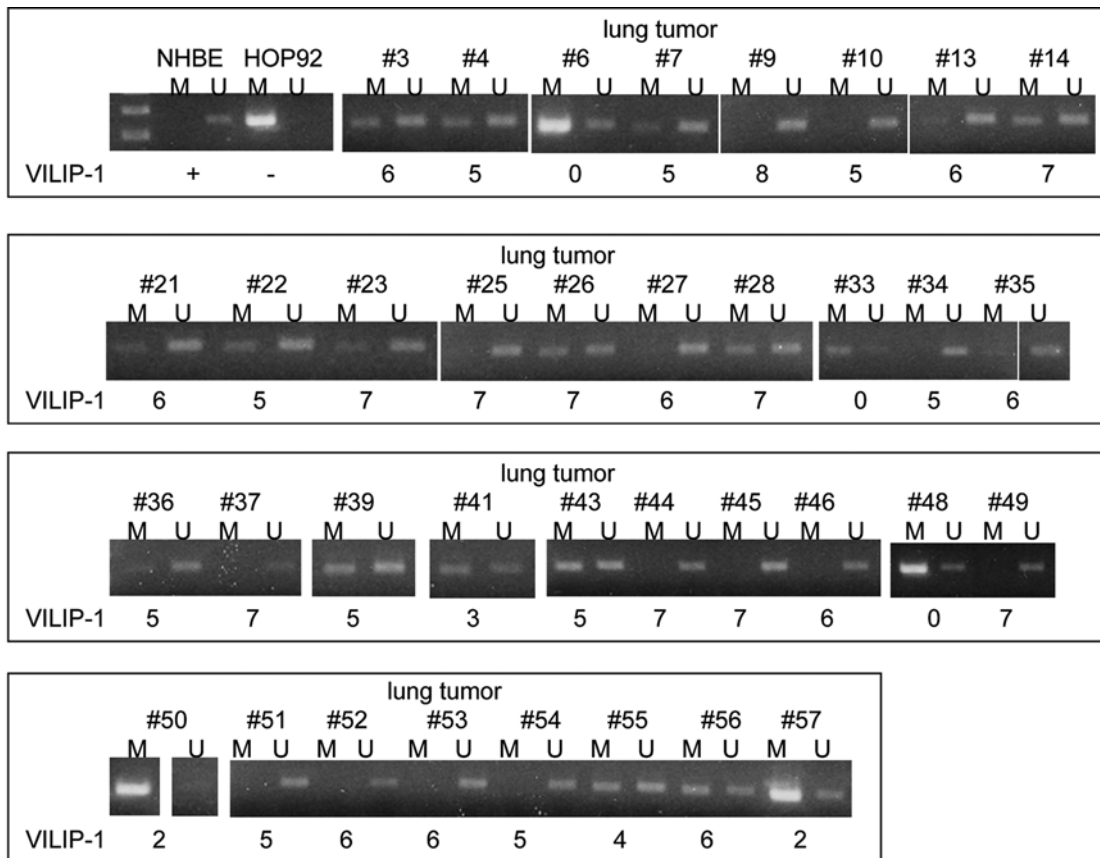 lung tumor
NHBE HOP92 #3 #4 #6 #7 #9 #10 #13 #14
M U M U M U M U M U M U M U M U M U M U
VILIP-1 + - 6 5 0 5 8 5 6 7
lung tumor
#21 #22 #23 #25 #26 #27 #28 #33 #34 #35
M U M U M U M U M U M U M U M U M U M U
VILIP-1 6 5 7 7 7 6 7 0 5 6
lung tumor
#36 #37 #39 #41 #43 #44 #45 #46 #48 #49
M U M U M U M U M U M U M U M U M U M U
VILIP-1 5 7 5 3 5 7 7 6 0 7
lung tumor
#50 #51 #52 #53 #54 #55 #56 #57
M U M U M U M U M U M U M U M U
VILIP-1 2 5 6 6 5 4 6 2